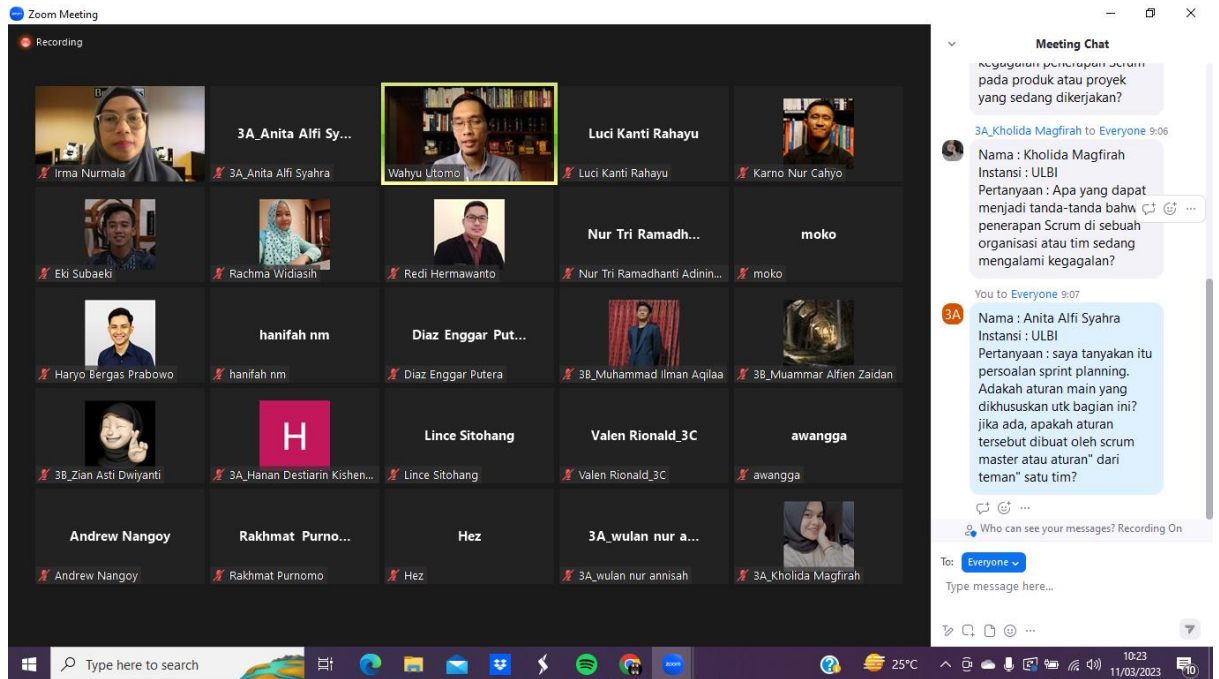 Zoom Meeting
Recording
Irma Nurmala
3A_Anita Alfi Sy...
3A_Anita Alfi Syahra
Wahyu Utomo
Luci Kanti Rahayu
Luci Kanti Rahayu
Karno Nur Cahyo
Eki Subaeki
Rachma Widiasih
Redi Hermawanto
Nur Tri Ramadh...
Nur Tri Ramadhanti Adinin...
moko
moko
Haryo Bergas Prabowo
hanifah nm
hanifah nm
Diaz Enggar Put...
Diaz Enggar Putera
3B_Muhammad Ilman Aqilaa
3B_Muammar Alfien Zaidan
3B_Zian Asti Dwiyanti
H
3A_Hanan Destiarin Kishen...
Lince Sitohang
Lince Sitohang
Valen Rionald_3C
Valen Rionald_3C
awangga
awangga
Andrew Nangoy
Andrew Nangoy
Rakhmat Purno...
Rakhmat Purnomo
Hez
Hez
3A_wulan nur a...
3A_wulan nur annisah
3A_Kholida Magfirah
Meeting Chat
kegagalan penerapan Scrum
pada produk atau proyek
yang sedang dikerjakan?
3A_Kholida Magfirah to Everyone 9:06
Nama : Kholida Magfirah
Instansi : ULBI
Pertanyaan : Apa yang dapat
menjadi tanda-tanda bahw
penerapan Scrum di sebuah
organisasi atau tim sedang
mengalami kegagalan?
You to Everyone 9:07
3A
Nama : Anita Alfi Syahra
Instansi : ULBI
Pertanyaan : saya tanyakan itu
persoalan sprint planning.
Adakah aturan main yang
dikhususkan utk bagian ini?
jika ada, apakah aturan
tersebut dibuat oleh scrum
master atau aturan" dari
teman" satu tim?
Who can see your messages? Recording On
To: Everyone
Type message here...
Type here to search
zoom
25°C
10:23
11/03/2023
10